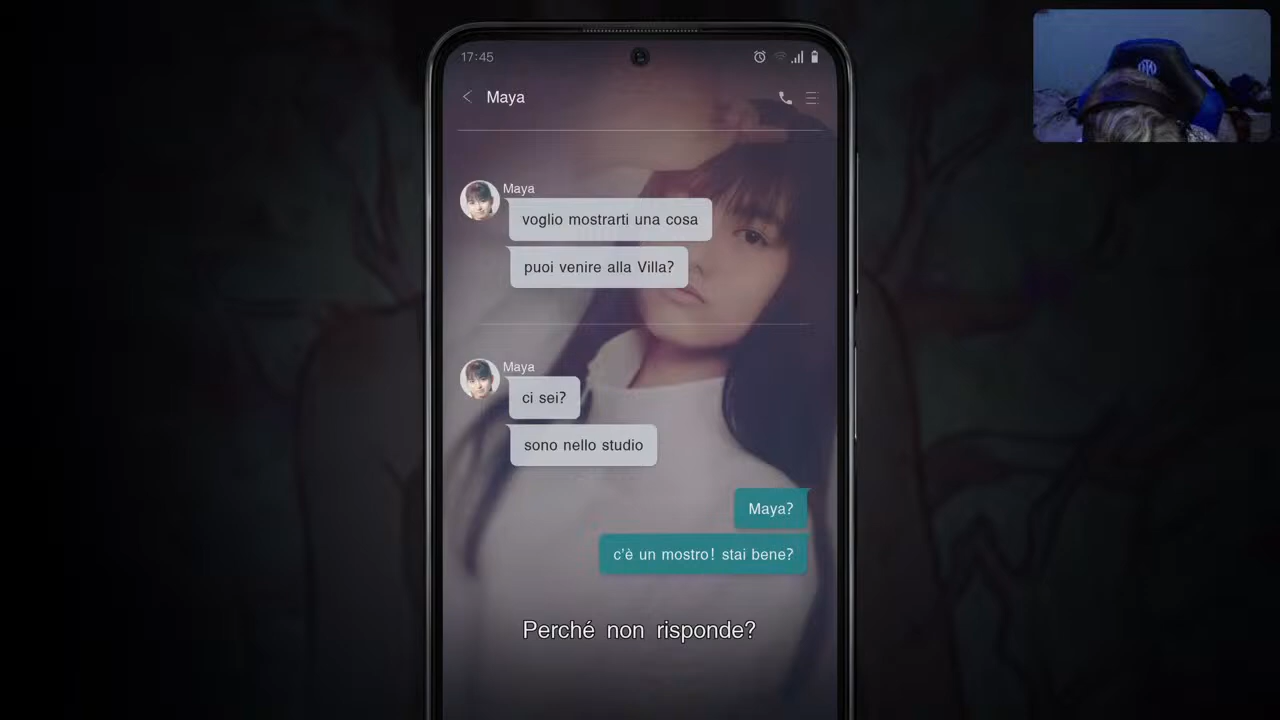 17:45
Maya
Maya
voglio mostrarti una cosa
puoi venire alla Villa?
Maya
ci sei?
sono nello studio
Maya?
c'è un mostro! stai bene?
Perché non risponde?